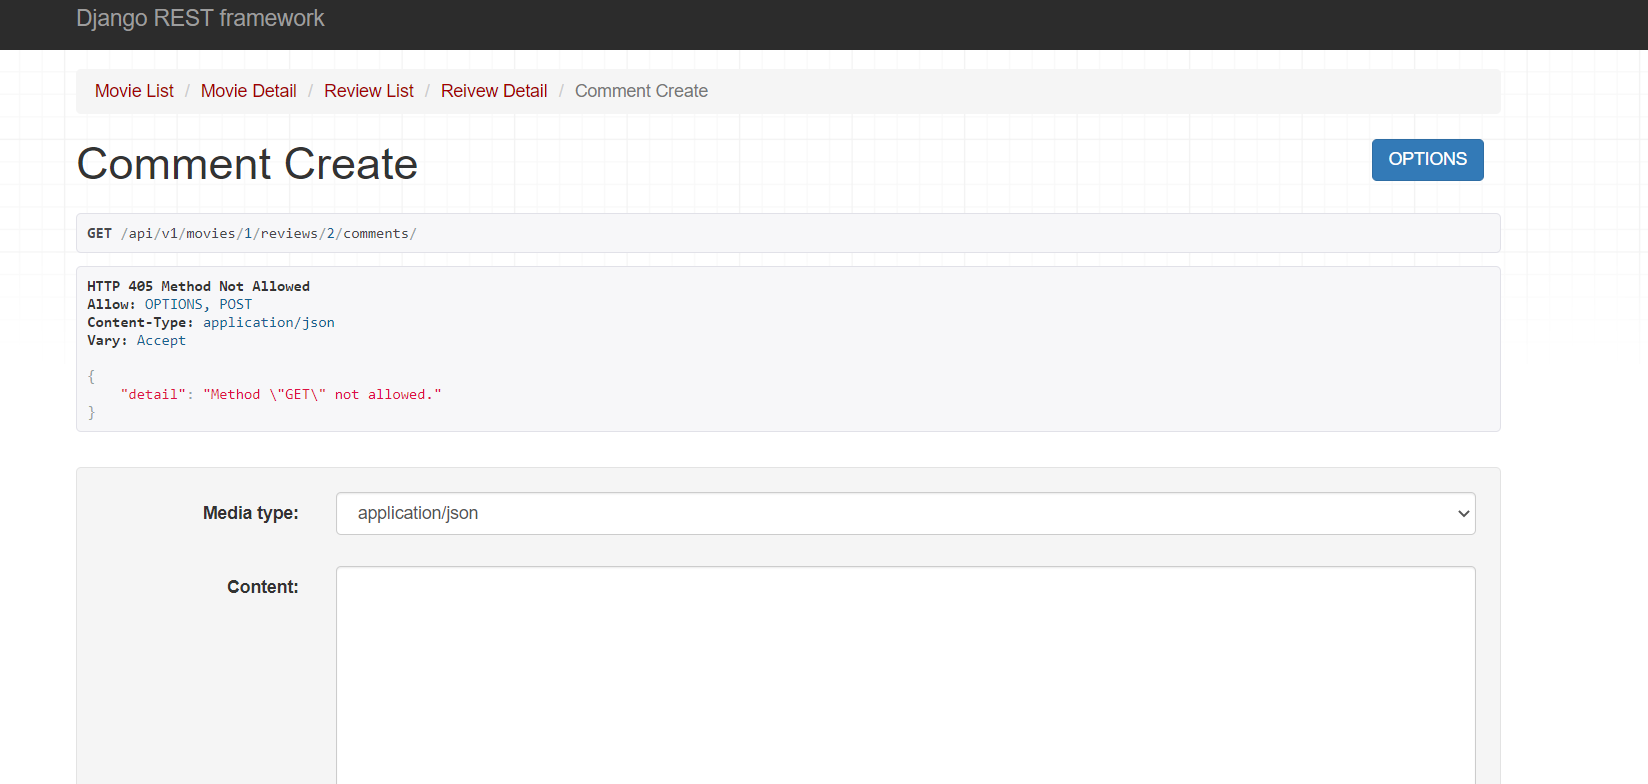 Django REST framework
Movie List / Movie Detail / Review List / Reivew Detail / Comment Create
Comment Create
OPTIONS
GET /api/v1/movies/1/reviews/2/comments/
HTTP 405 Method Not Allowed
Allow: OPTIONS, POST
Content-Type: application/json
Vary: Accept
{
    "detail": "Method \"GET\" not allowed."
}
Media type: application/json
Content: